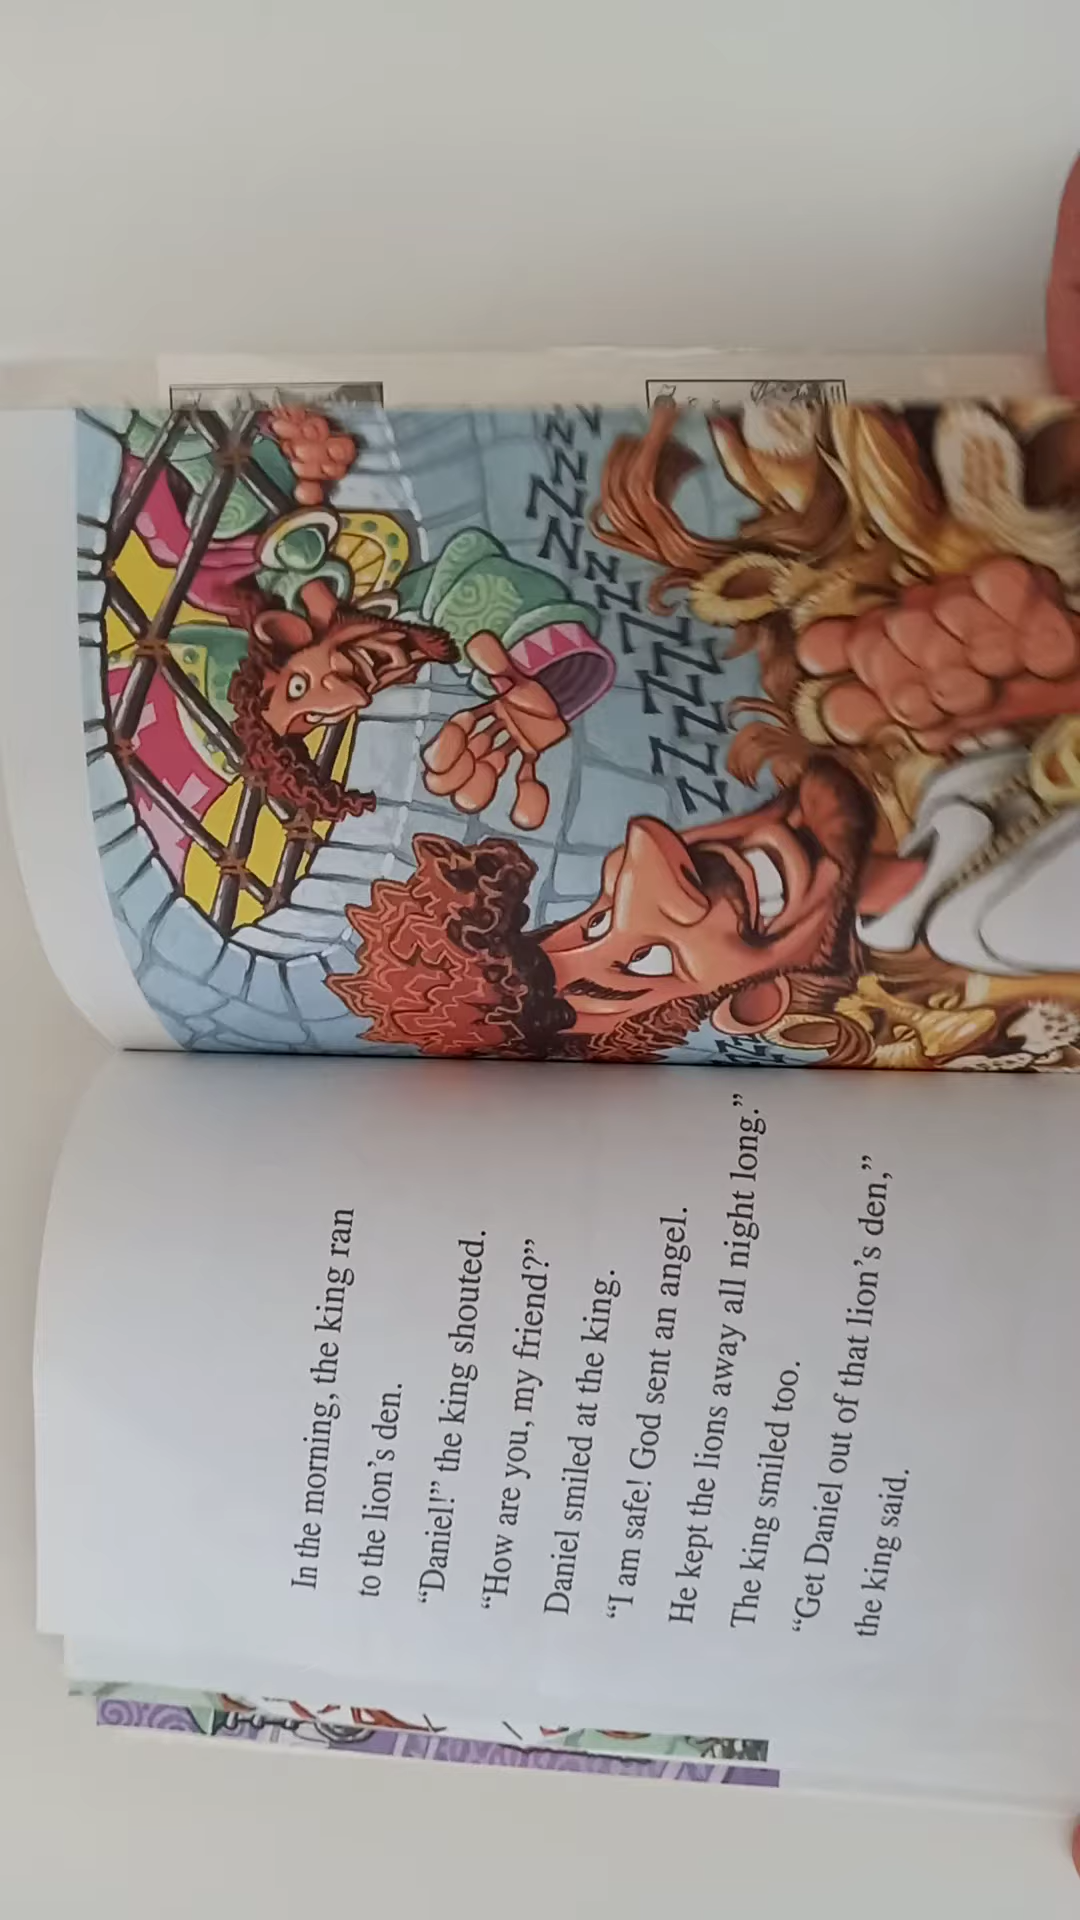 In the morning, the king ran
to the lion’s den.
“Daniel!” the king shouted.
“How are you, my friend?”
Daniel smiled at the king.
“I am safe! God sent an angel.
He kept the lions away all night long.”
The king smiled too.
“Get Daniel out of that lion’s den,”
the king said.
zZZzzz
zZZzZZZzz